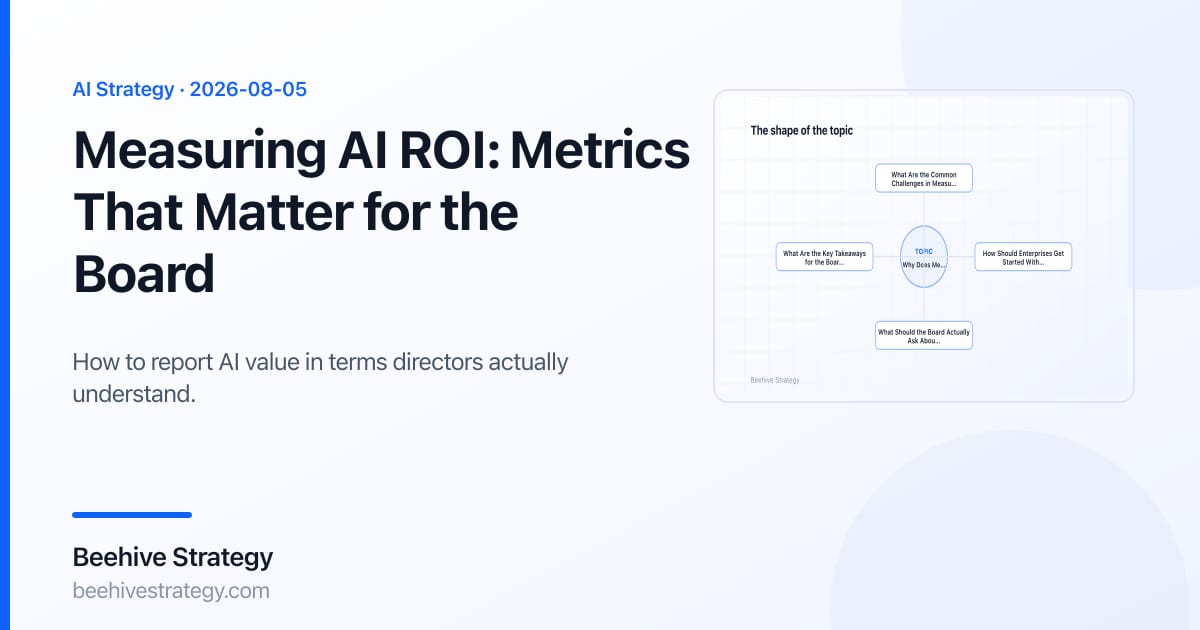 AI Strategy · 2026-08-05
Measuring AI ROI: Metrics
That Matter for the
Board
How to report AI value in terms directors actually
understand.
Beehive Strategy
beehivestrategy.com
The shape of the topic
What Are the Common
Challenges in Measu...
What Are the Key Takeaways
for the Boar...
TOPIC
Why Does Me...
How Should Enterprises Get
Started With...
What Should the Board Actually
Ask Abou...
Beehive Strategy